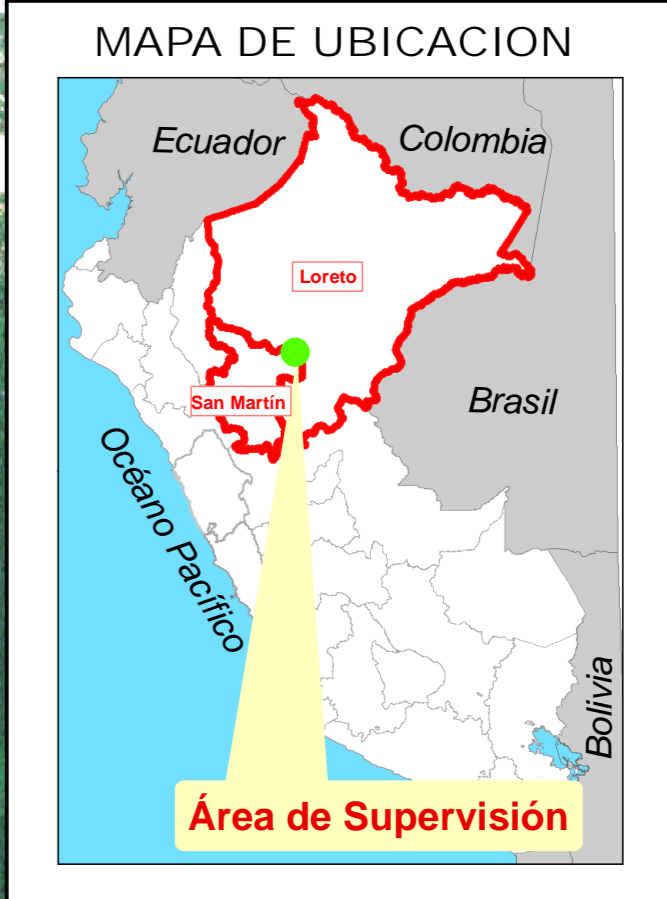 MAPA DE UBICACION
Ecuador
Colombia
Loreto
San Martín
Brasil
Océano Pacífico
Bolivia
Área de Supervisión